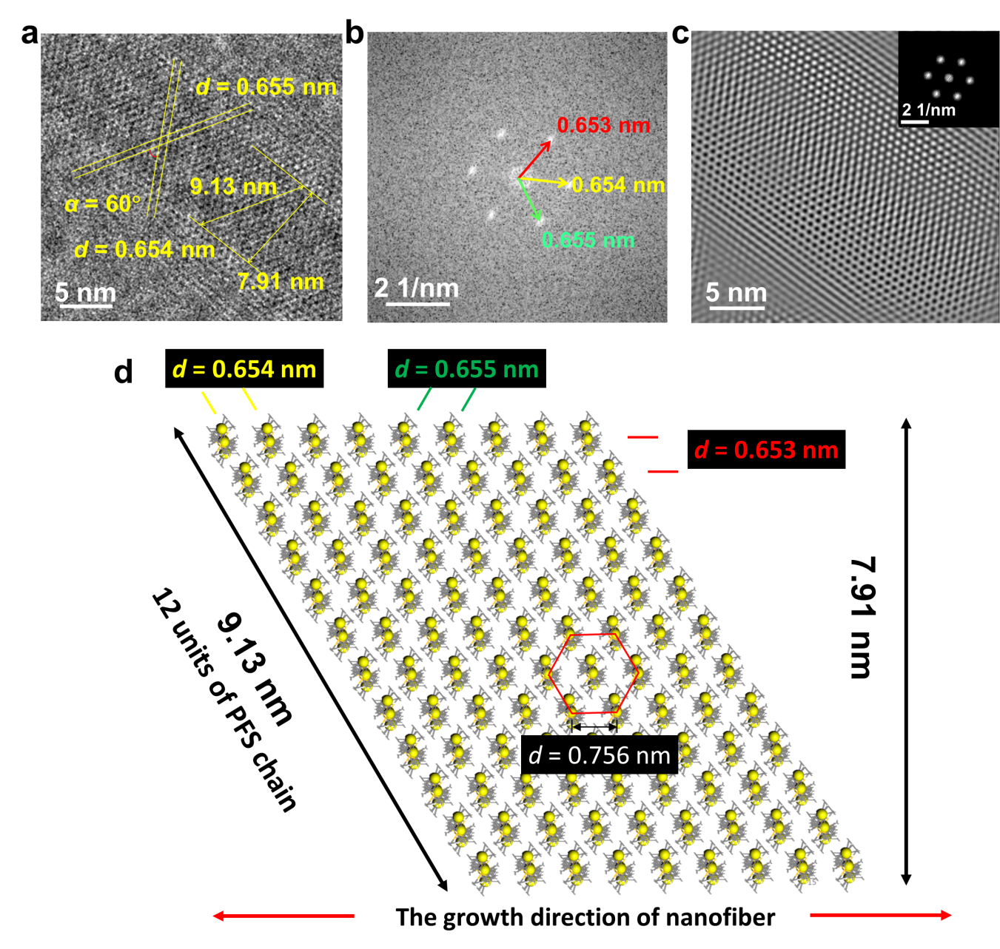 a
d = 0.655 nm
9.13 nm
α = 60°
d = 0.654 nm
7.91 nm
5 nm
b
0.653 nm
0.654 nm
0.655 nm
2 1/nm
c
2 1/nm
5 nm
d
d = 0.654 nm
d = 0.655 nm
d = 0.653 nm
9.13 nm
12 units of PFS chain
7.91 nm
d = 0.756 nm
15
The growth direction of nanofiber